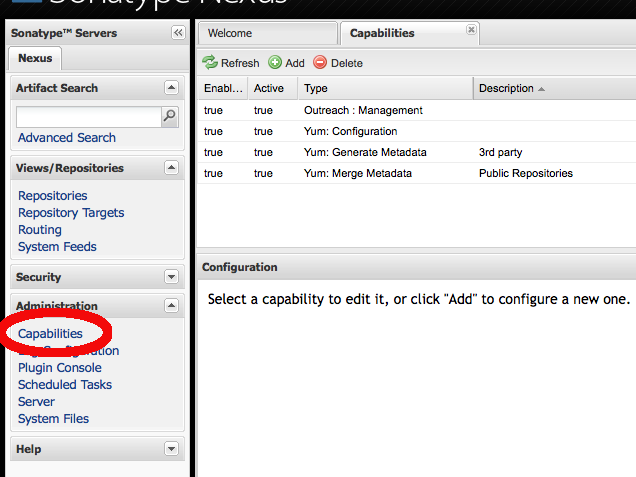 Sonatype Nexus
Sonatype™ Servers
Nexus
Artifact Search
Advanced Search
Views/Repositories
Repositories
Repository Targets
Routing
System Feeds
Security
Administration
Capabilities
Plugin Console
Scheduled Tasks
Server
System Files
Help
Welcome
Capabilities
Refresh Add Delete
Enabl... Active Type Description
true true Outreach : Management
true true Yum: Configuration
true true Yum: Generate Metadata 3rd party
true true Yum: Merge Metadata Public Repositories
Configuration
Select a capability to edit it, or click "Add" to configure a new one.